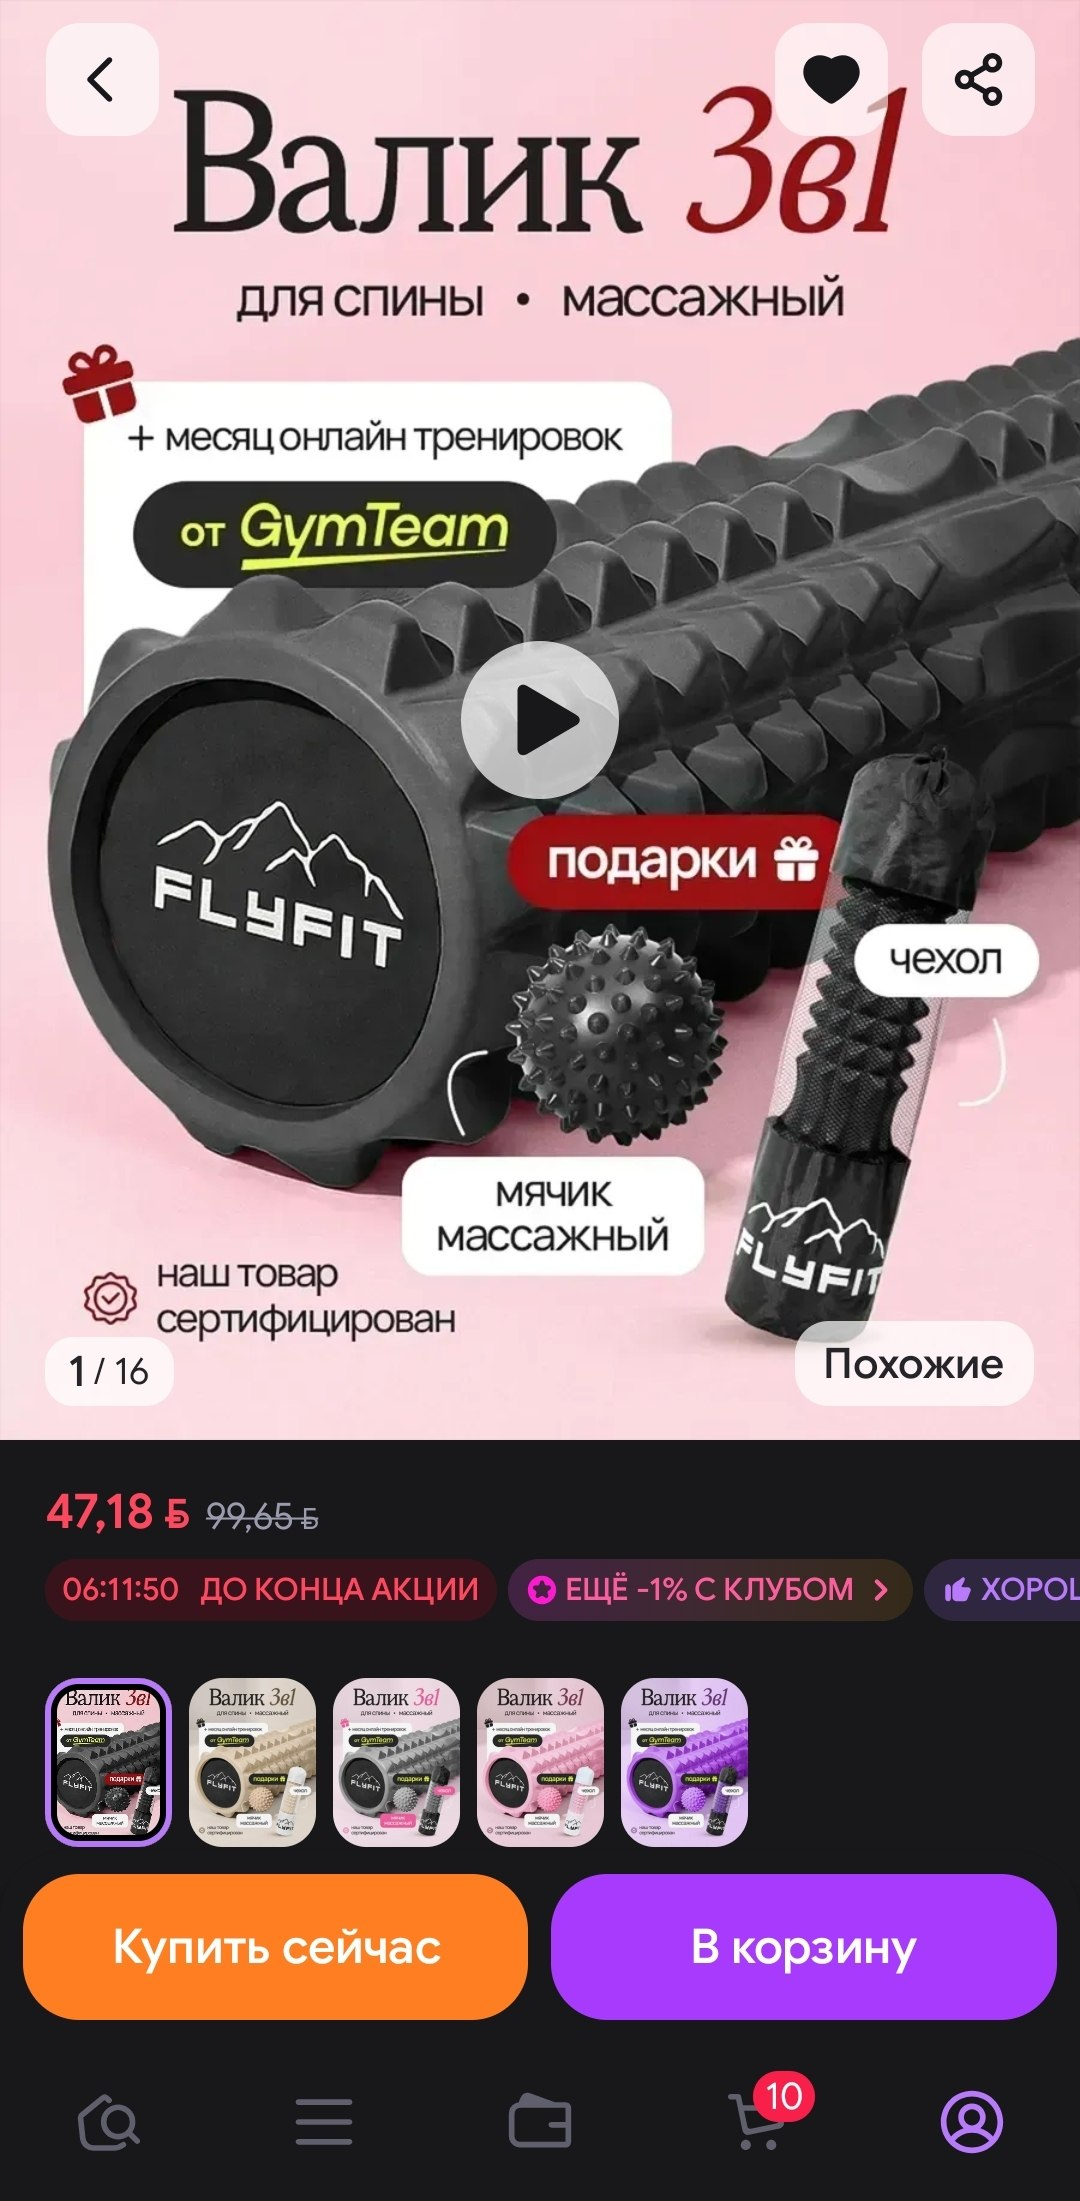 Валик 3в1
для спины • массажный
+ месяц онлайн тренировок
от GymTeam
FLYFIT
подарки
чехол
мячик
массажный
FLYFIT
наш товар
сертифицирован
1 / 16
Похожие
47,18 Б 99,65 Б
06:11:50 ДО КОНЦА АКЦИИ
ЕЩЁ -1% С КЛУБОМ
ХОРОШ
Валик 3в1
Валик 3в1
Валик 3в1
Валик 3в1
Валик 3в1
Купить сейчас
В корзину
10